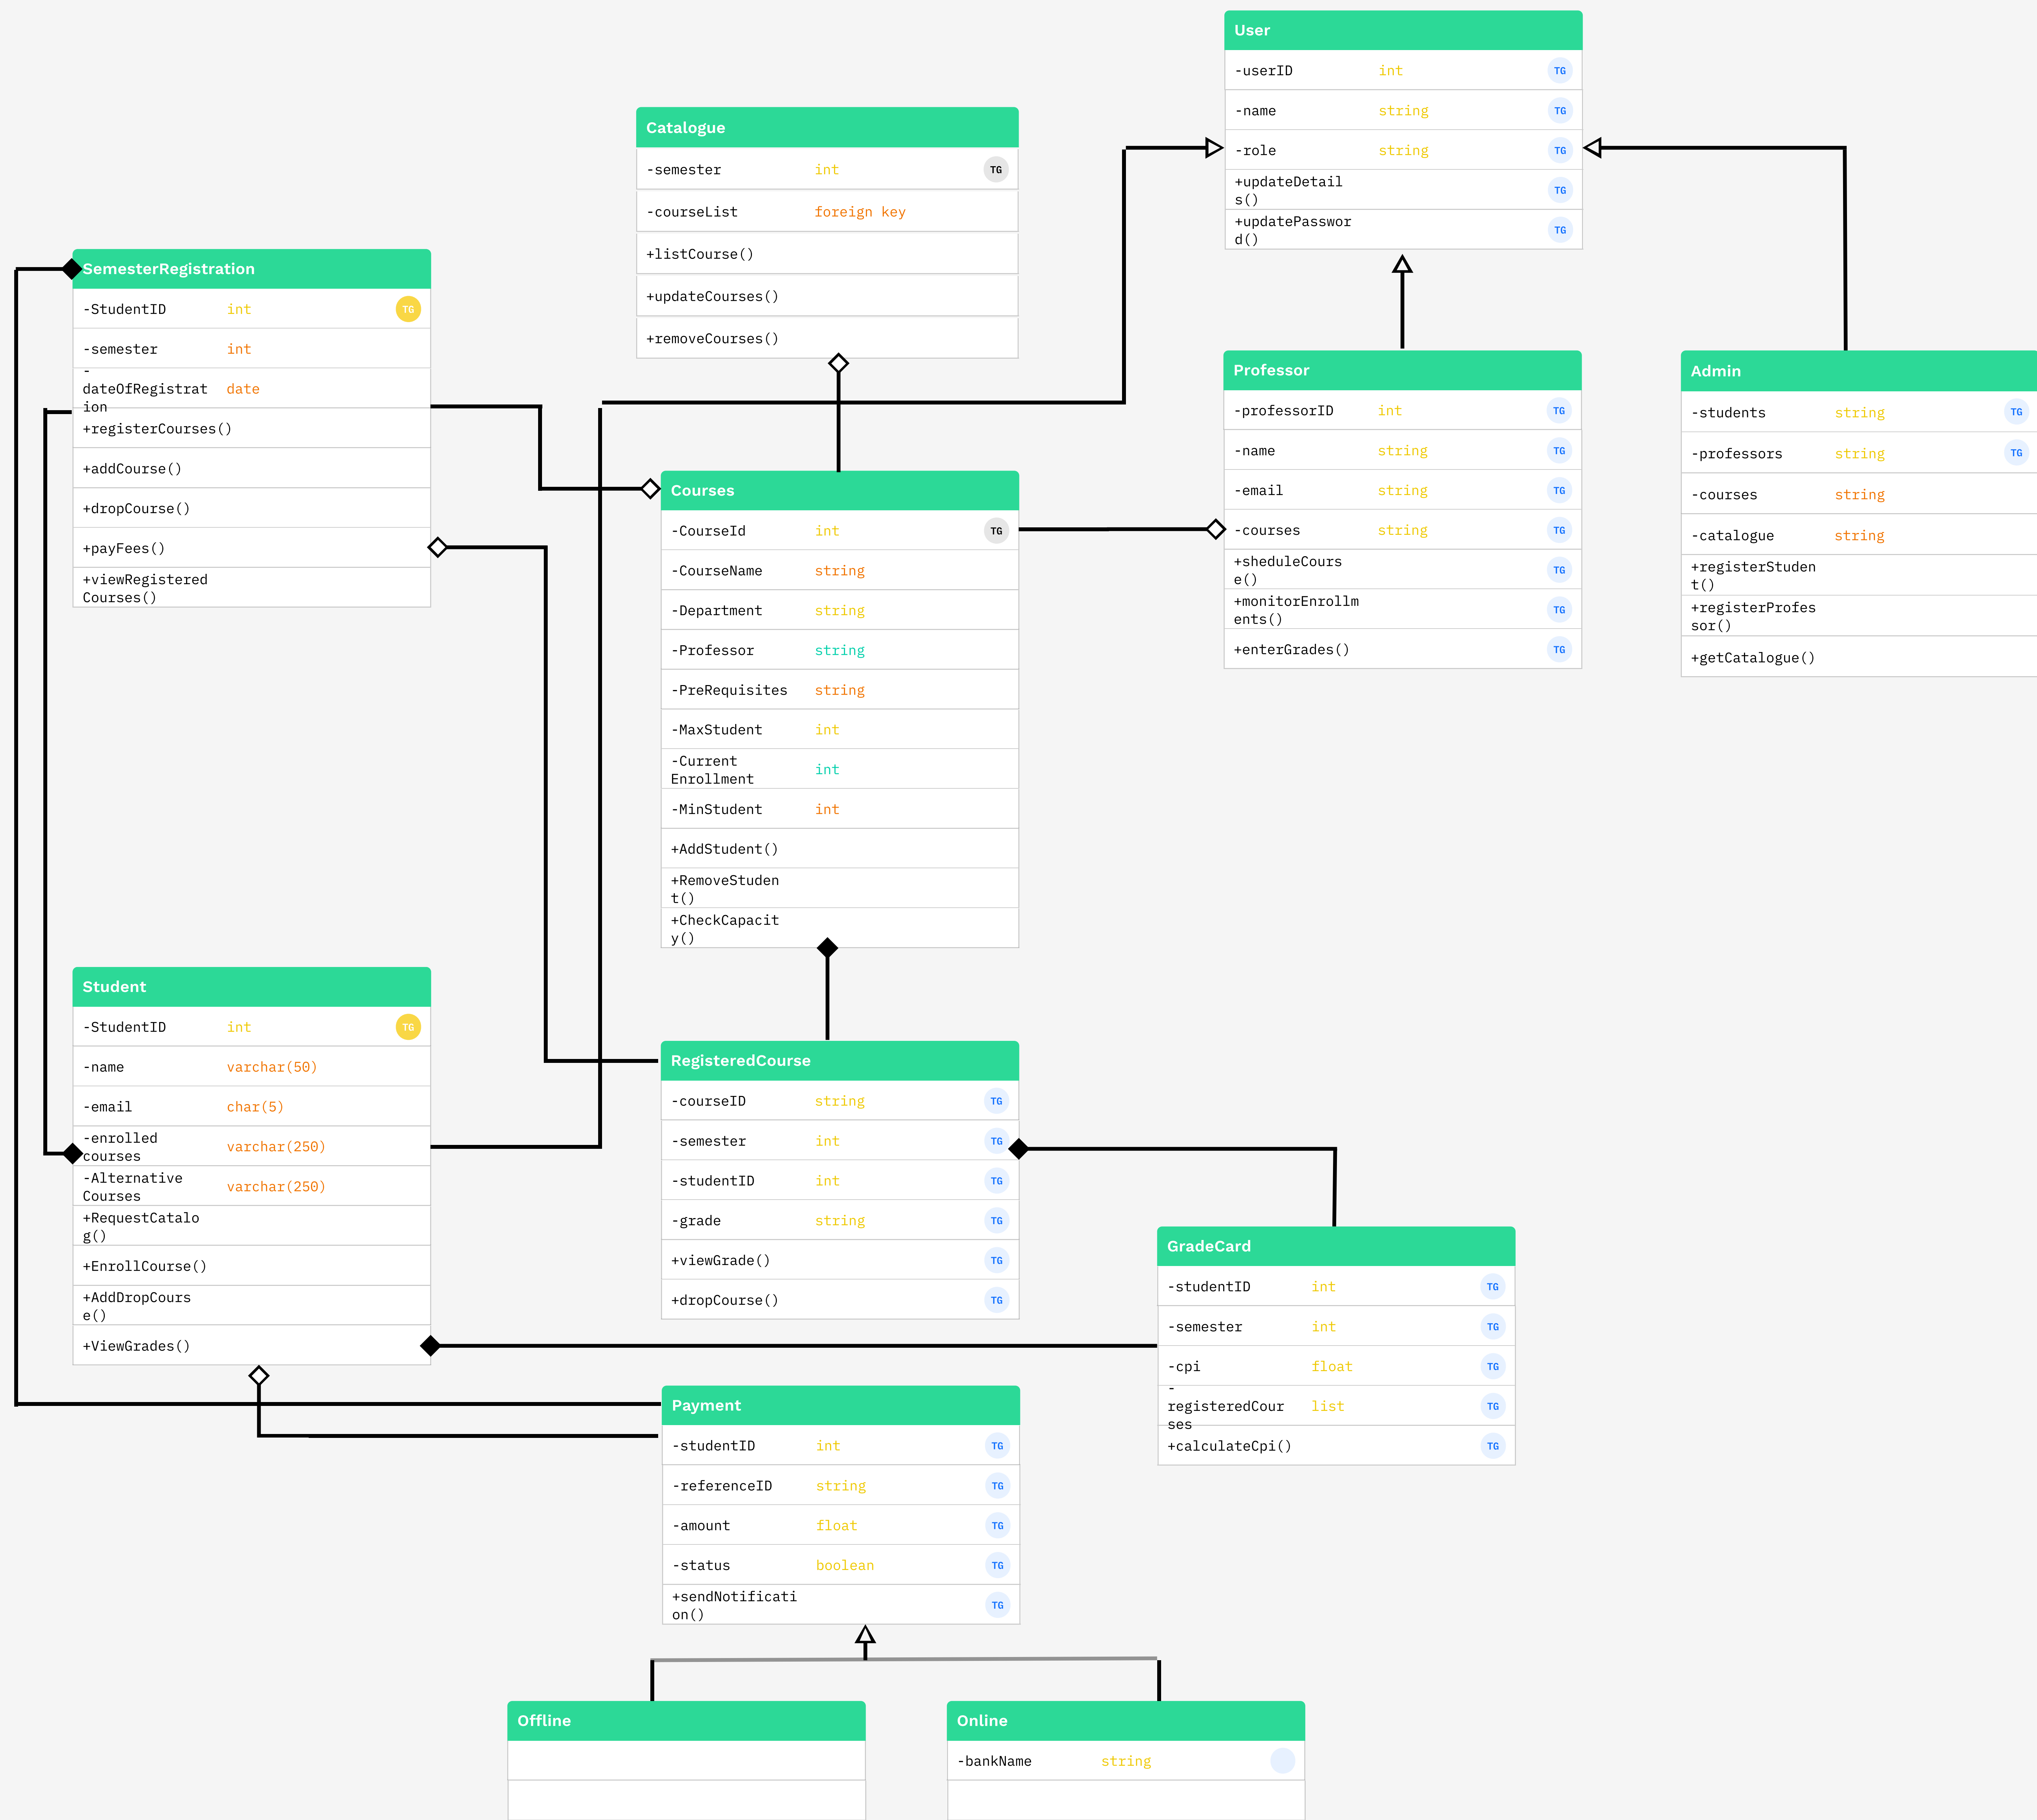 User
-userID int TG
-name string TG
-role string TG
+updateDetail
s() TG
+updatePasswor
d() TG
Catalogue
-semester int TG
-courseList foreign key
+listCourse()
+updateCourses()
+removeCourses()
SemesterRegistration
-StudentID int TG
-semester int
-
dateOfRegistrat date
ion
+registerCourses()
+addCourse()
+dropCourse()
+payFees()
+viewRegistered
Courses()
Professor
-professorID int TG
-name string TG
-email string TG
-courses string TG
+sheduleCours
e() TG
+monitorEnrollm
ents() TG
+enterGrades() TG
Admin
-students string TG
-professors string TG
-courses string
-catalogue string
+registerStuden
t()
+registerProfes
sor()
+getCatalogue()
Courses
-CourseId int TG
-CourseName string
-Department string
-Professor string
-PreRequisites string
-MaxStudent int
-Current
Enrollment int
-MinStudent int
+AddStudent()
+RemoveStuden
t()
+CheckCapacit
y()
Student
-StudentID int TG
-name varchar(50)
-email char(5)
-enrolled
courses varchar(250)
-Alternative
Courses varchar(250)
+RequestCatalo
g()
+EnrollCourse()
+AddDropCours
e()
+ViewGrades()
RegisteredCourse
-courseID string TG
-semester int TG
-studentID int TG
-grade string TG
+viewGrade() TG
+dropCourse() TG
GradeCard
-studentID int TG
-semester int TG
-cpi float TG
-
registeredCour list TG
ses
+calculateCpi() TG
Payment
-studentID int TG
-referenceID string TG
-amount float TG
-status boolean TG
+sendNotificati
on() TG
Offline
Online
-bankName string